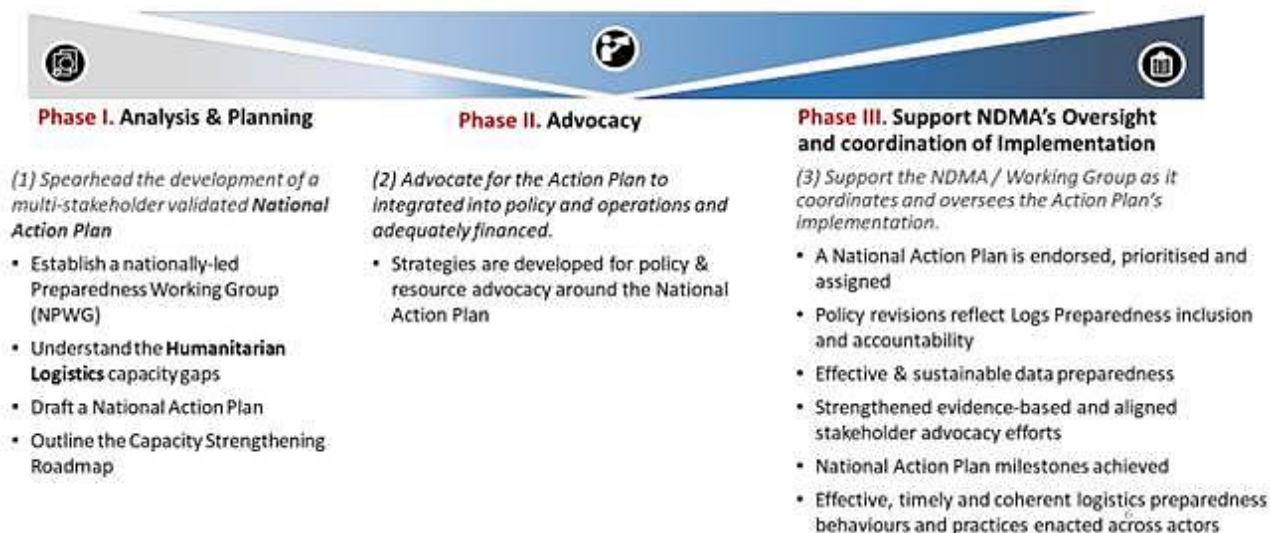 Phase I. Analysis & Planning
(1) Spearhead the development of a
multi-stakeholder validated National
Action Plan
• Establish a nationally-led
Preparedness Working Group
(NPWG)
• Understand the Humanitarian
Logistics capacity gaps
• Draft a National Action Plan
• Outline the Capacity Strengthening
Roadmap
Phase II. Advocacy
(2) Advocate for the Action Plan to
integrated into policy and operations and
adequately financed.
• Strategies are developed for policy &
resource advocacy around the National
Action Plan
Phase III. Support NDMA's Oversight
and coordination of Implementation
(3) Support the NDMA / Working Group as it
coordinates and oversees the Action Plan's
implementation.
• A National Action Plan is endorsed, prioritised and
assigned
• Policy revisions reflect Logs Preparedness inclusion
and accountability
• Effective & sustainable data preparedness
• Strengthened evidence-based and aligned
stakeholder advocacy efforts
• National Action Plan milestones achieved
• Effective, timely and coherent logistics preparedness
behaviours and practices enacted across actors
6